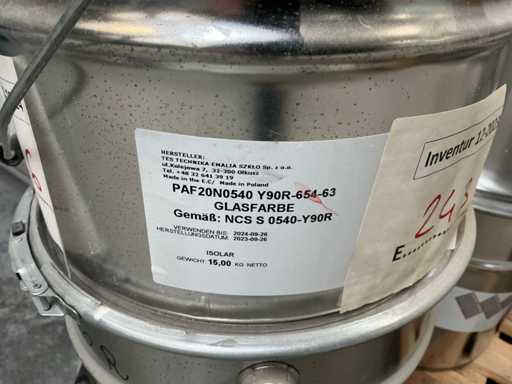 HERSTELLER:
TES TECHNIKA EMALIA SZKŁO Sp. z o.o.
ul.Kolejowa 7, 32-300 Olkusz
Tel. +48 32 641 39 19
Made in the E.C/ Made in Poland
PAF20N0540 Y90R-654-63
GLASFARBE
Gemäß: NCS S 0540-Y90R
VERWENDEN BIS: 2024-09-26
HERSTELLUNGSDATUM: 2023-09-26
ISOLAR
GEWICHT 15,00 KG NETTO
Inventur